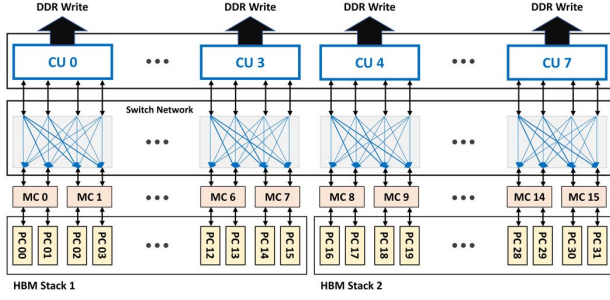 DDR Write DDR Write DDR Write DDR Write
CU 0 ••• CU 3 CU 4 ••• CU 7
Switch Network
MC 0 MC 1 ••• MC 6 MC 7 MC 8 MC 9 ••• MC 14 MC 15
PC 00 PC 01 PC 02 PC 03 ••• PC 12 PC 13 PC 14 PC 15 PC 16 PC 17 PC 18 PC 19 ••• PC 28 PC 29 PC 30 PC 31
HBM Stack 1 HBM Stack 2